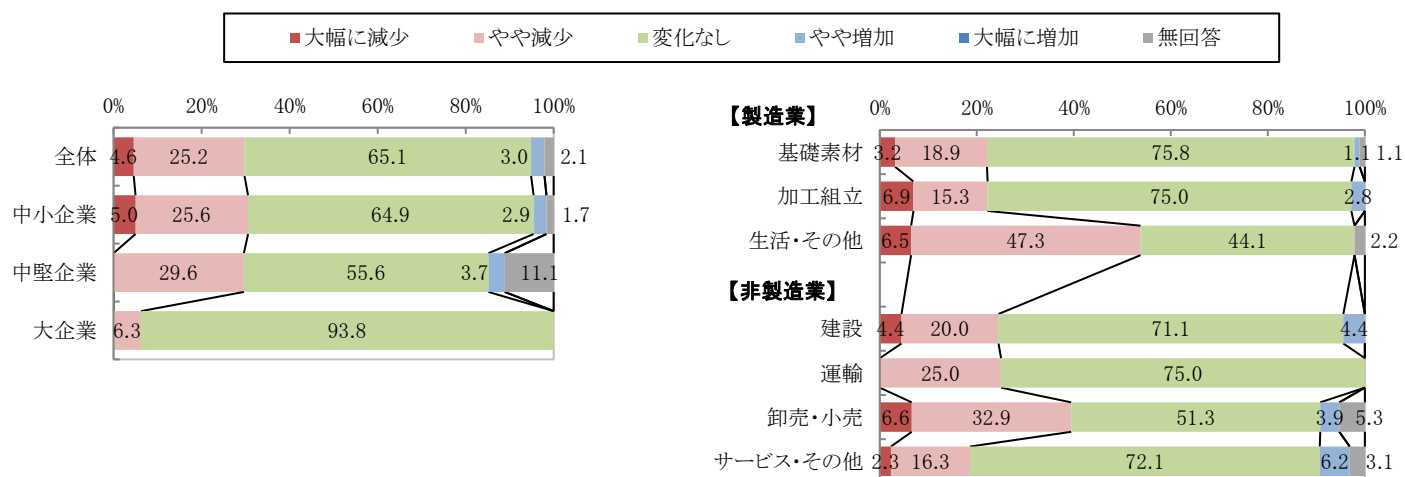 大幅に減少 やや減少 変化なし やや増加 大幅に増加 無回答
0% 20% 40% 60% 80% 100%
全体 4.6 25.2 65.1 3.0 2.1
中小企業 5.0 25.6 64.9 2.9 1.7
中堅企業 29.6 55.6 3.7 11.1
大企業 6.3 93.8
0% 20% 40% 60% 80% 100%
【製造業】
基礎素材 3.2 18.9 75.8 1.1 1.1
加工組立 6.9 15.3 75.0 2.8
生活・その他 6.5 47.3 44.1 2.2
【非製造業】
建設 4.4 20.0 71.1 4.4
運輸 25.0 75.0
卸売・小売 6.6 32.9 51.3 3.9 5.3
サービス・その他 2.3 16.3 72.1 6.2 3.1